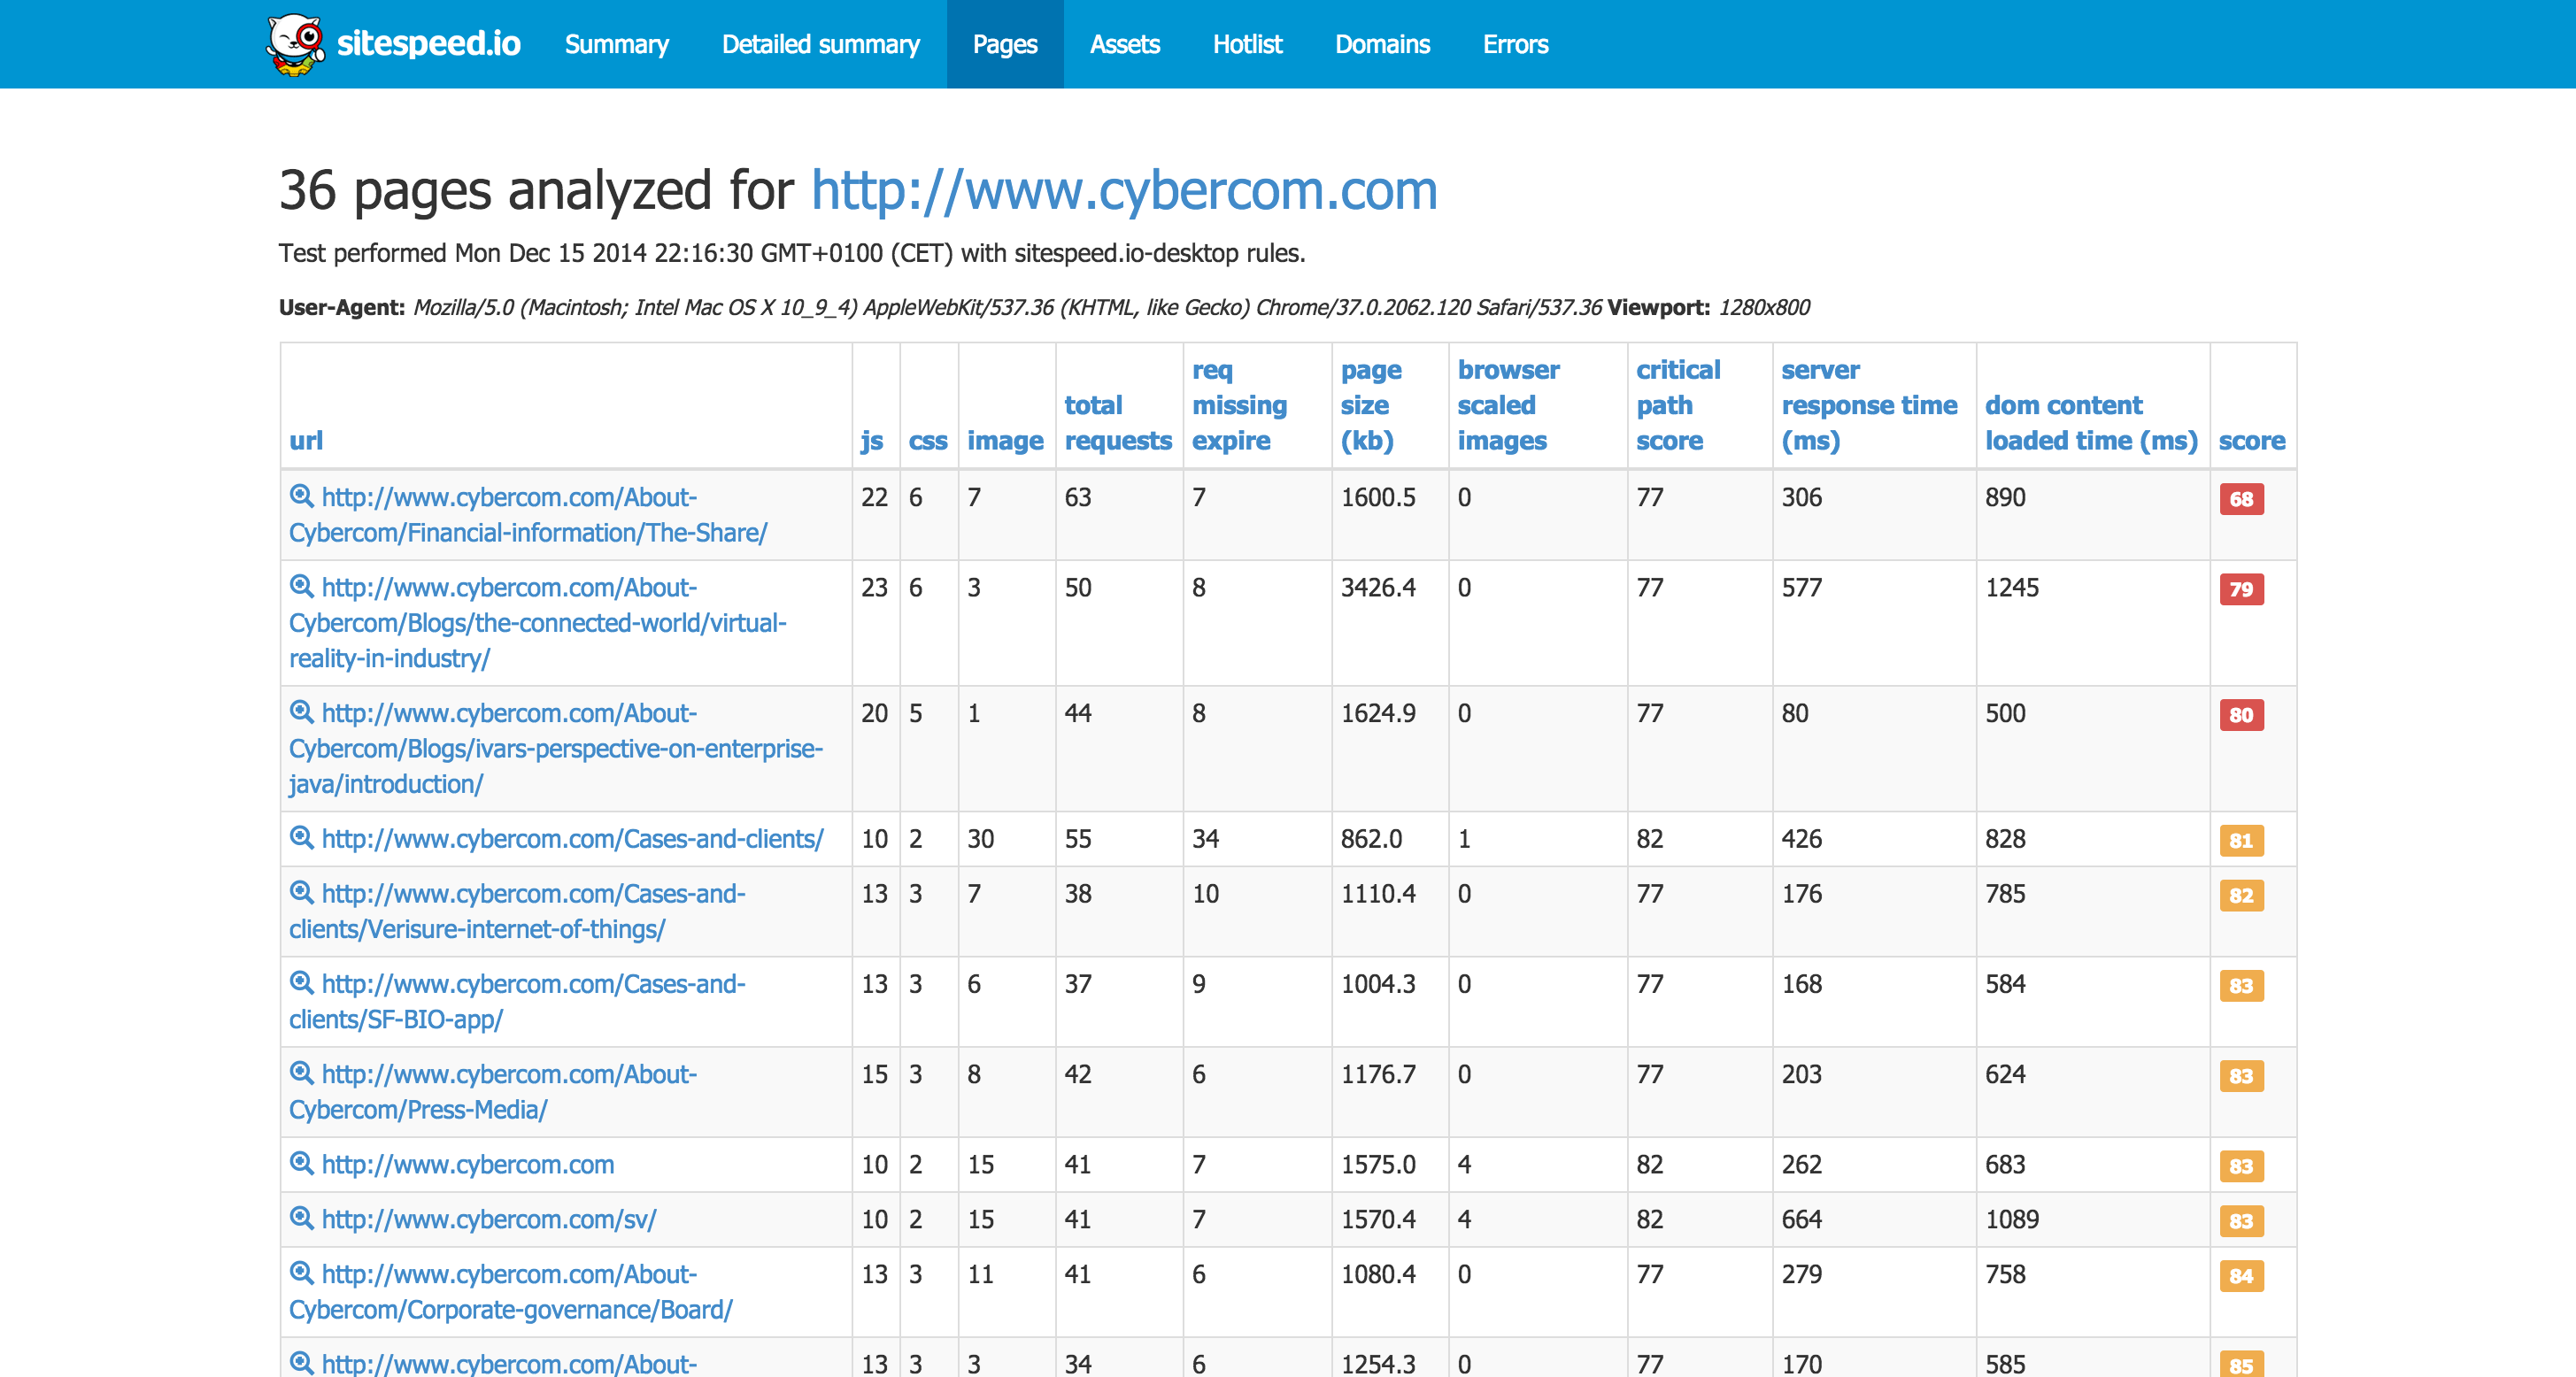 sitespeed.io Summary Detailed summary Pages Assets Hotlist Domains Errors
36 pages analyzed for http://www.cybercom.com
Test performed Mon Dec 15 2014 22:16:30 GMT+0100 (CET) with sitespeed.io-desktop rules.
User-Agent: Mozilla/5.0 (Macintosh; Intel Mac OS X 10_9_4) AppleWebKit/537.36 (KHTML, like Gecko) Chrome/37.0.2062.120 Safari/537.36 Viewport: 1280x800
url js css image total requests req missing expire page size (kb) browser scaled images critical path score server response time (ms) dom content loaded time (ms) score
http://www.cybercom.com/About- 22 6 7 63 7 1600.5 0 77 306 890 68
Cybercom/Financial-information/The-Share/
http://www.cybercom.com/About- 23 6 3 50 8 3426.4 0 77 577 1245 79
Cybercom/Blogs/the-connected-world/virtual-
reality-in-industry/
http://www.cybercom.com/About- 20 5 1 44 8 1624.9 0 77 80 500 80
Cybercom/Blogs/ivars-perspective-on-enterprise-
java/introduction/
http://www.cybercom.com/Cases-and-clients/ 10 2 30 55 34 862.0 1 82 426 828 81
http://www.cybercom.com/Cases-and- 13 3 7 38 10 1110.4 0 77 176 785 82
clients/Verisure-internet-of-things/
http://www.cybercom.com/Cases-and- 13 3 6 37 9 1004.3 0 77 168 584 83
clients/SF-BIO-app/
http://www.cybercom.com/About- 15 3 8 42 6 1176.7 0 77 203 624 83
Cybercom/Press-Media/
http://www.cybercom.com 10 2 15 41 7 1575.0 4 82 262 683 83
http://www.cybercom.com/sv/ 10 2 15 41 7 1570.4 4 82 664 1089 83
http://www.cybercom.com/About- 13 3 11 41 6 1080.4 0 77 279 758 84
Cybercom/Corporate-governance/Board/
http://www.cybercom.com/About- 13 3 3 34 6 1254.3 0 77 170 585 85